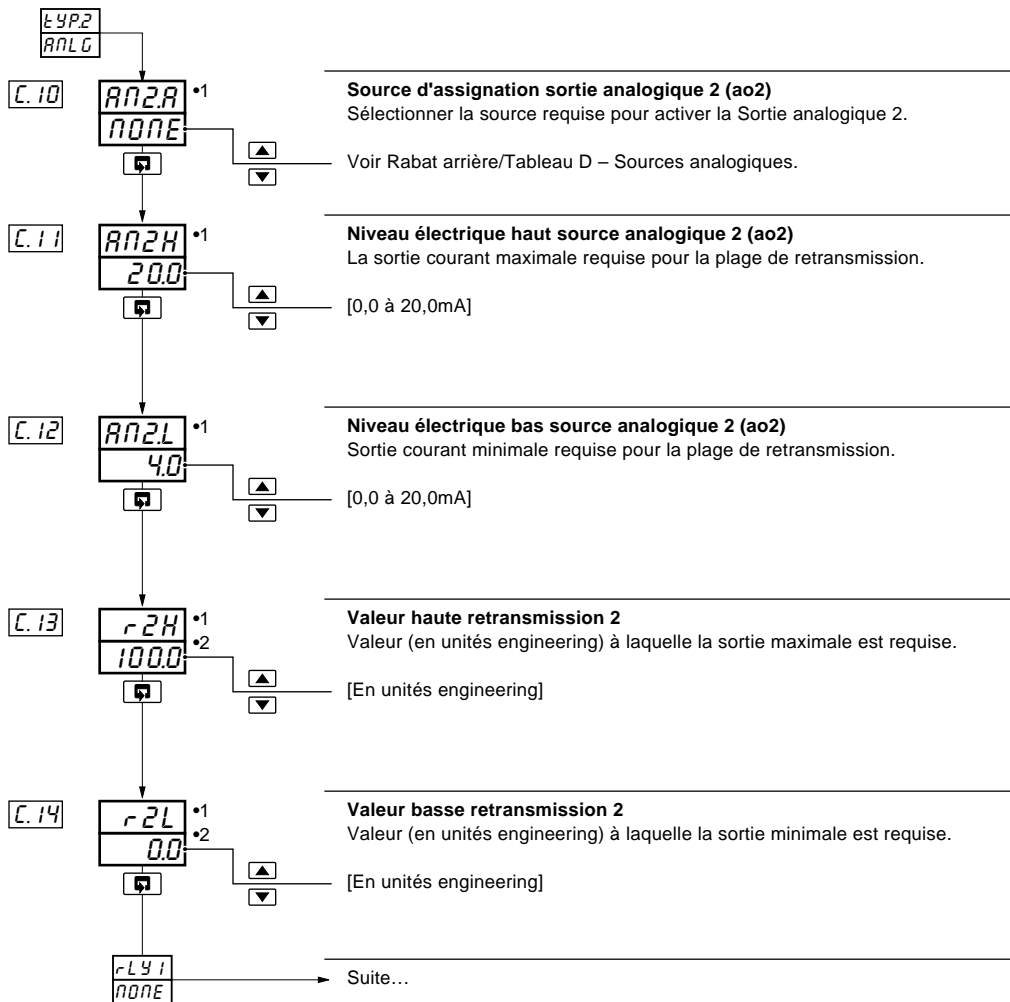 tYP.2
ANLG
C.10
AN2.A •1
NONE
Source d'assignation sortie analogique 2 (ao2)
Sélectionner la source requise pour activer la Sortie analogique 2.
Voir Rabat arrière/Tableau D – Sources analogiques.
C.11
AN2H •1
20.0
Niveau électrique haut source analogique 2 (ao2)
La sortie courant maximale requise pour la plage de retransmission.
[0,0 à 20,0mA]
C.12
AN2.L •1
4.0
Niveau électrique bas source analogique 2 (ao2)
Sortie courant minimale requise pour la plage de retransmission.
[0,0 à 20,0mA]
C.13
r2H •1
•2
100.0
Valeur haute retransmission 2
Valeur (en unités engineering) à laquelle la sortie maximale est requise.
[En unités engineering]
C.14
r2L •1
•2
0.0
Valeur basse retransmission 2
Valeur (en unités engineering) à laquelle la sortie minimale est requise.
[En unités engineering]
rLY1
NONE
Suite…